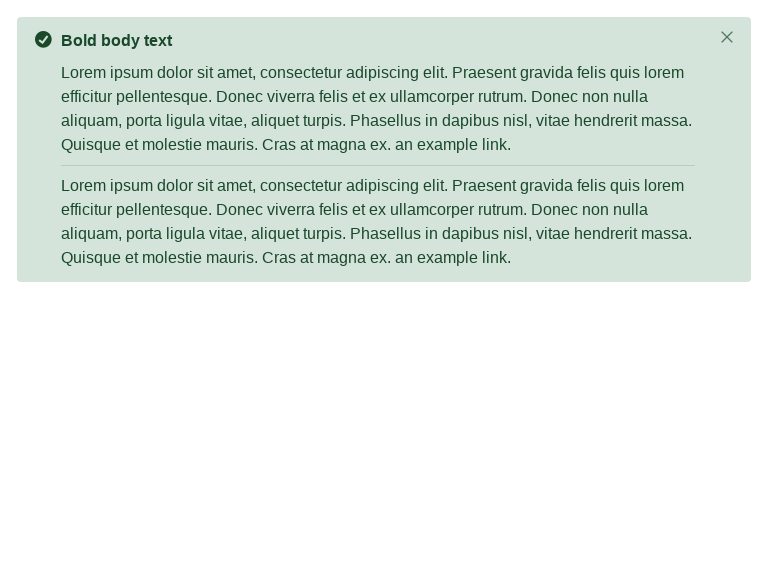 Bold body text
Lorem ipsum dolor sit amet, consectetur adipiscing elit. Praesent gravida felis quis lorem
efficitur pellentesque. Donec viverra felis et ex ullamcorper rutrum. Donec non nulla
aliquam, porta ligula vitae, aliquet turpis. Phasellus in dapibus nisl, vitae hendrerit massa.
Quisque et molestie mauris. Cras at magna ex. an example link.
Lorem ipsum dolor sit amet, consectetur adipiscing elit. Praesent gravida felis quis lorem
efficitur pellentesque. Donec viverra felis et ex ullamcorper rutrum. Donec non nulla
aliquam, porta ligula vitae, aliquet turpis. Phasellus in dapibus nisl, vitae hendrerit massa.
Quisque et molestie mauris. Cras at magna ex. an example link.